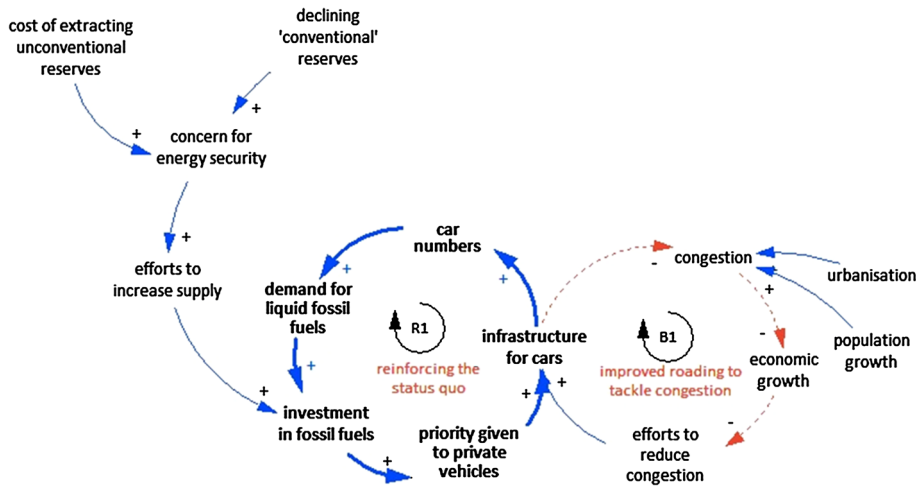 cost of extracting
unconventional
reserves
declining
'conventional'
reserves
+
+
concern for
energy security
+
efforts to
increase supply
+
car
numbers
+
demand for
liquid fossil
fuels
+
investment
in fossil fuels
+
priority given
to private
vehicles
+
+
infrastructure
for cars
+
R1
reinforcing the
status quo
-
congestion
+
urbanisation
population
growth
-
economic
growth
B1
improved roading to
tackle congestion
-
efforts to
reduce
congestion